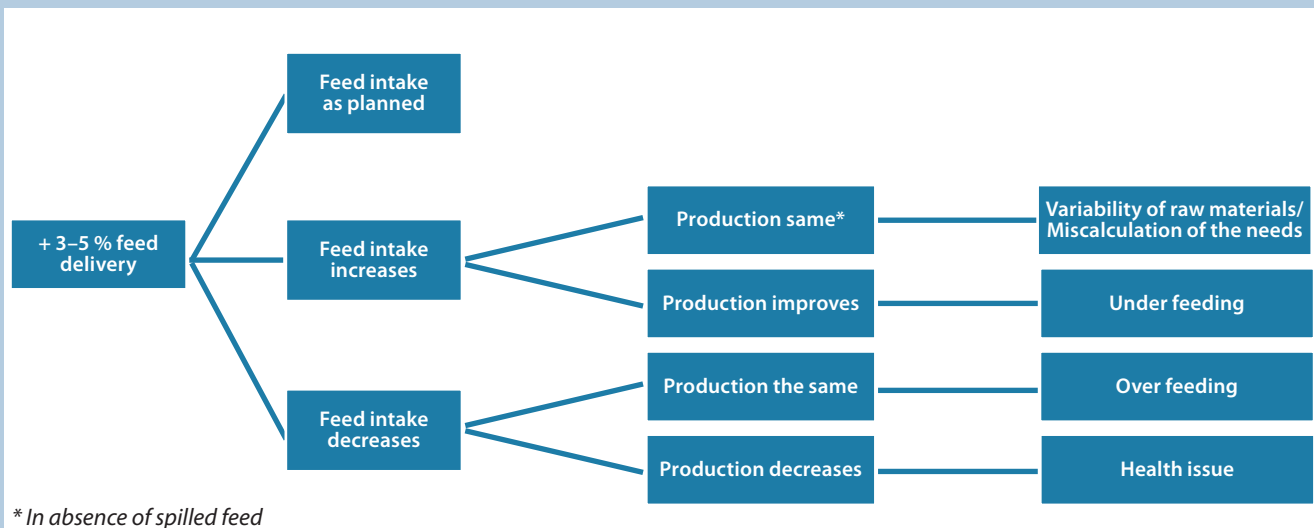 Feed intake
as planned
+ 3–5 % feed
delivery
Feed intake
increases
Feed intake
decreases
Production same*
Production improves
Production the same
Production decreases
Variability of raw materials/
Miscalculation of the needs
Under feeding
Over feeding
Health issue
* In absence of spilled feed